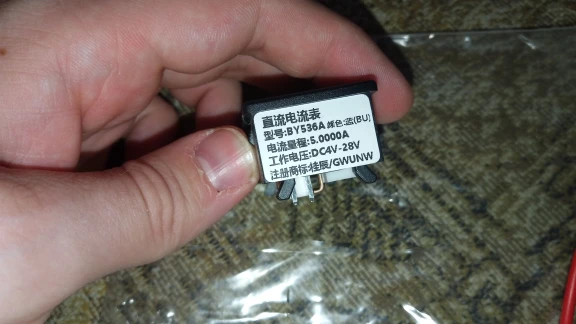 直流电流表
型号:BY536A 颜色:蓝(BU)
电流量程:5.0000A
工作电压:DC4V-28V
注册商标:桂辰/GWUNW